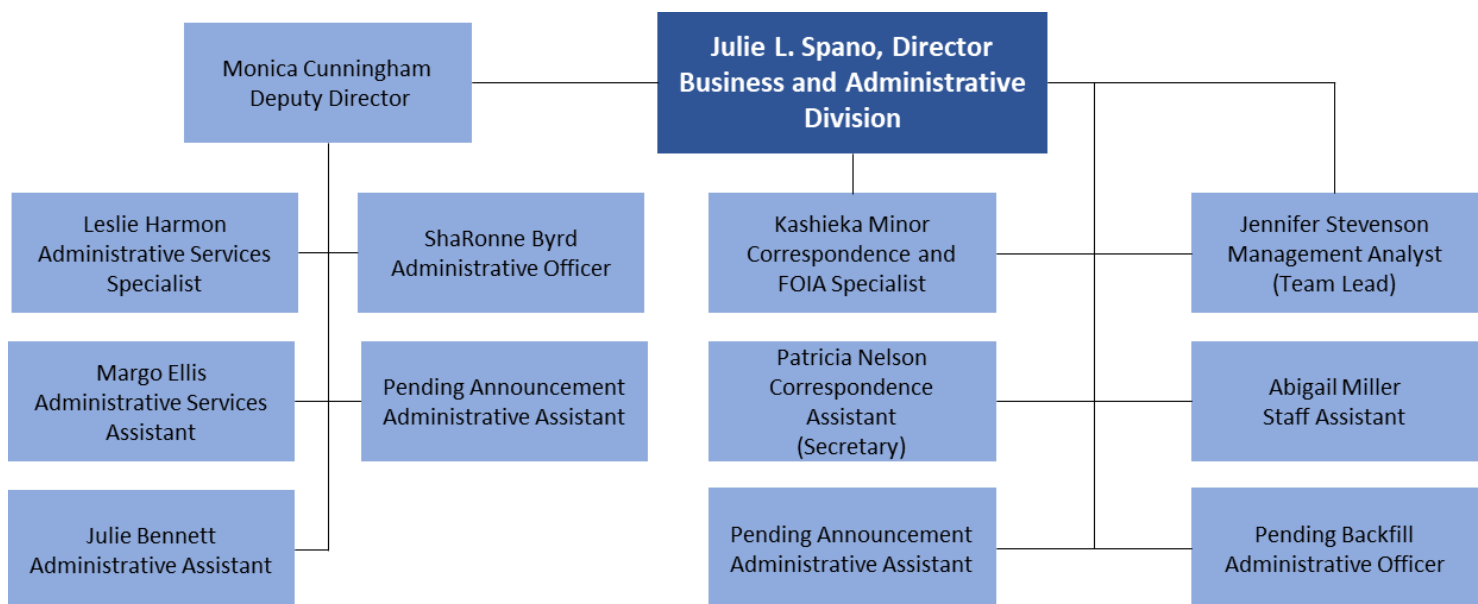 Monica Cunningham
Deputy Director
Julie L. Spano, Director
Business and Administrative
Division
Leslie Harmon
Administrative Services
Specialist
ShaRonne Byrd
Administrative Officer
Kashieka Minor
Correspondence and
FOIA Specialist
Jennifer Stevenson
Management Analyst
(Team Lead)
Margo Ellis
Administrative Services
Assistant
Pending Announcement
Administrative Assistant
Patricia Nelson
Correspondence
Assistant
(Secretary)
Abigail Miller
Staff Assistant
Julie Bennett
Administrative Assistant
Pending Announcement
Administrative Assistant
Pending Backfill
Administrative Officer